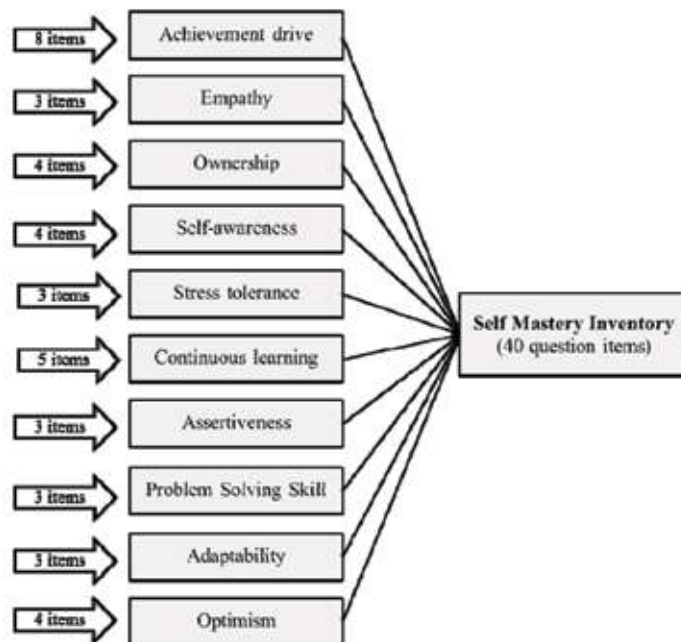 8 items
Achievement drive
3 items
Empathy
4 items
Ownership
4 items
Self-awareness
3 items
Stress tolerance
5 items
Continuous learning
3 items
Assertiveness
3 items
Problem Solving Skill
3 items
Adaptability
4 items
Optimism
Self Mastery Inventory
(40 question items)